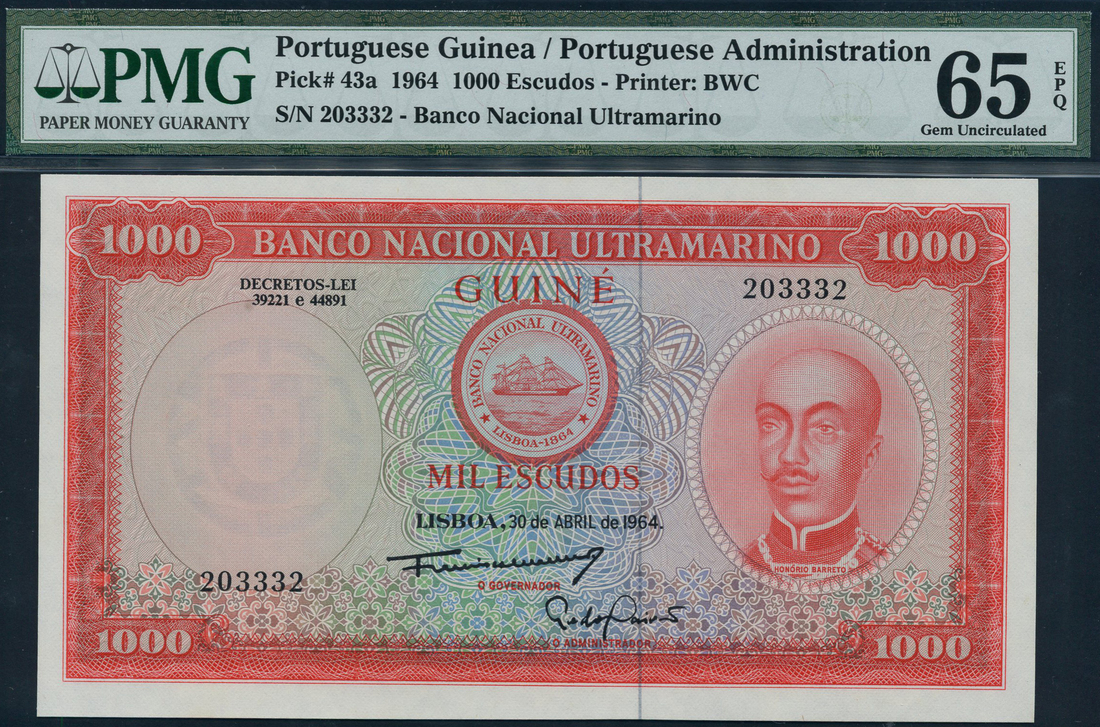 PMG
PAPER MONEY GUARANTY
Portuguese Guinea / Portuguese Administration
Pick# 43a 1964 1000 Escudos - Printer: BWC
S/N 203332 - Banco Nacional Ultramarino
65
EPQ
Gem Uncirculated
1000
BANCO NACIONAL ULTRAMARINO
1000
DECRETOS-LEI
39221 e 44891
GUINÉ
203332
BANCO NACIONAL ULTRAMARINO
LISBOA-1864
MIL ESCUDOS
LISBOA, 30 de ABRIL de 1964.
HONÓRIO BARRETO
203332
O GOVERNADOR
O ADMINISTRADOR
1000
1000